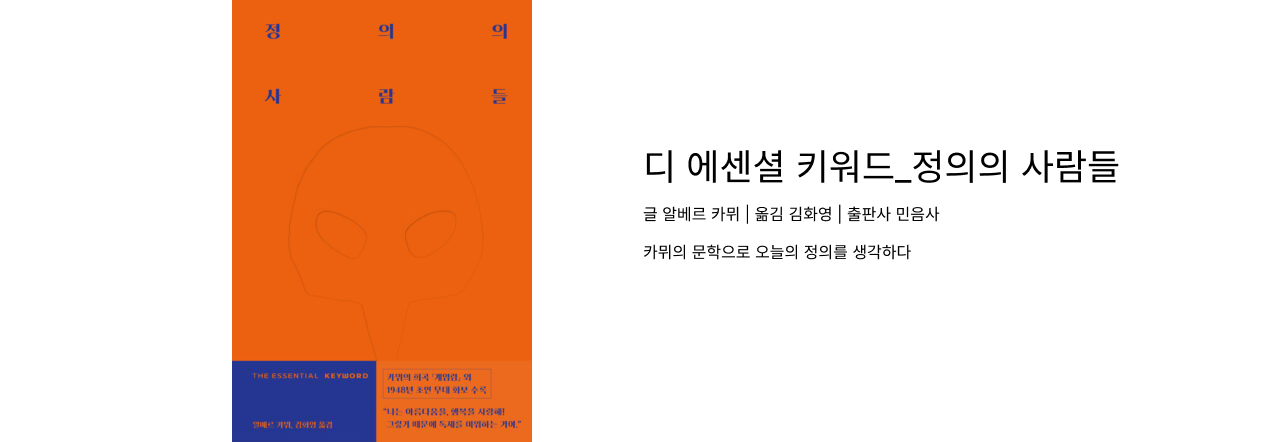 정의의
사람들
THE ESSENTIAL KEYWORD
알베르 카뮈, 김화영 옮김
카뮈의 희곡 「계엄령」 외
1948년 초연 무대 화보 수록
“나는 아름다움을, 행복을 사랑해!
그렇기 때문에 독재를 미워하는 거야.”
디 에센셜 키워드_정의의 사람들
글 알베르 카뮈 | 옮김 김화영 | 출판사 민음사
카뮈의 문학으로 오늘의 정의를 생각하다